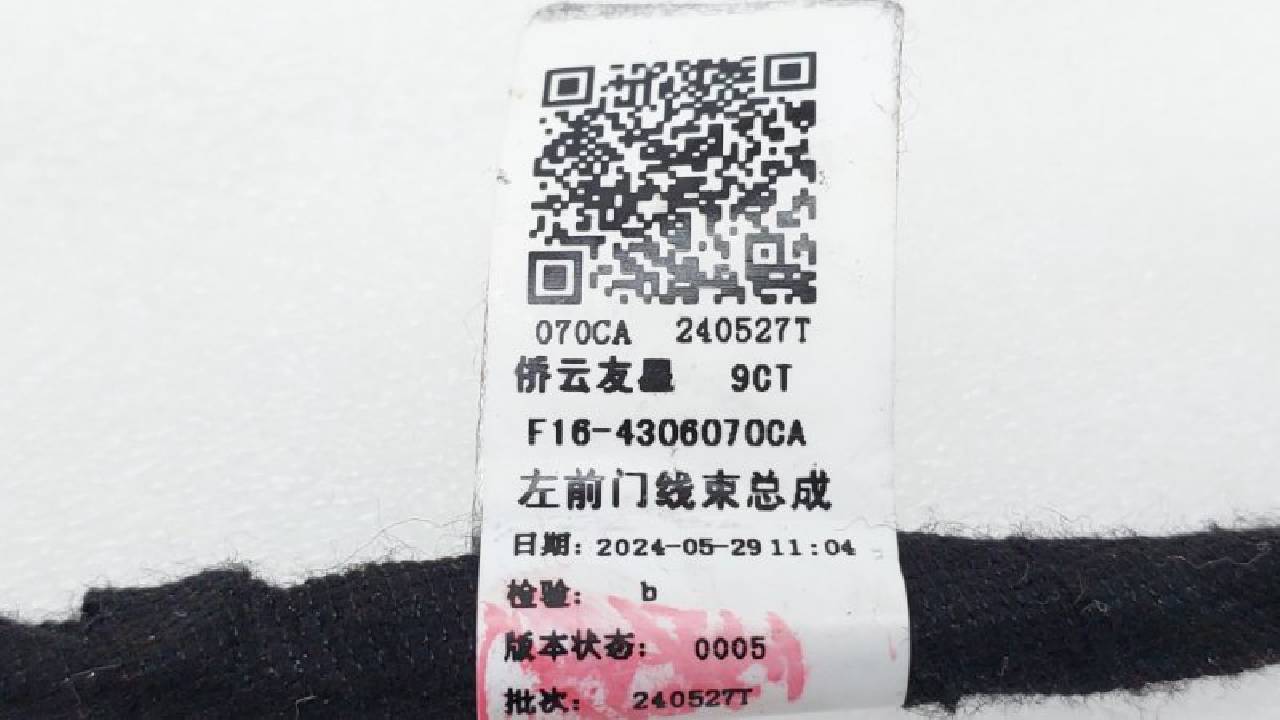 070CA 240527T
侨云友星 9CT
F16-4306070CA
左前门线束总成
日期: 2024-05-29 11:04
检验: b
版本状态: 0005
批次: 240527T